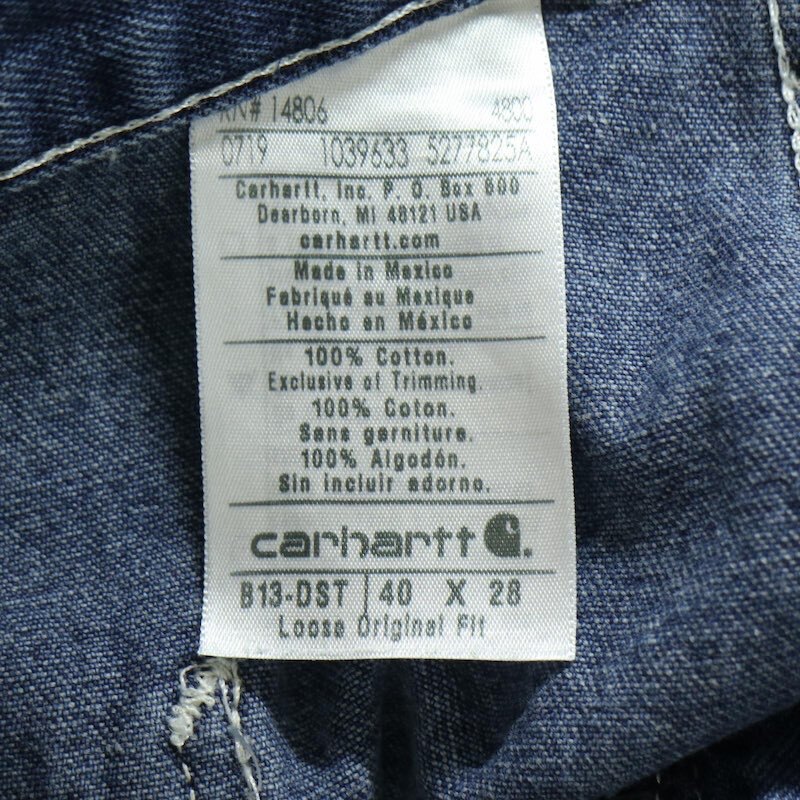 RN# 14806 4800
0719 1039633 5277825A
Carhartt, Inc. P. O. Box 600
Dearborn, MI 48121 USA
carhartt.com
Made in Mexico
Fabriqué au Mexique
Hecho en México
100% Cotton.
Exclusive of Trimming.
100% Coton.
Sans garniture.
100% Algodón.
Sin incluir adorno.
carhartt
B13-DST 40 X 28
Loose Original Fit